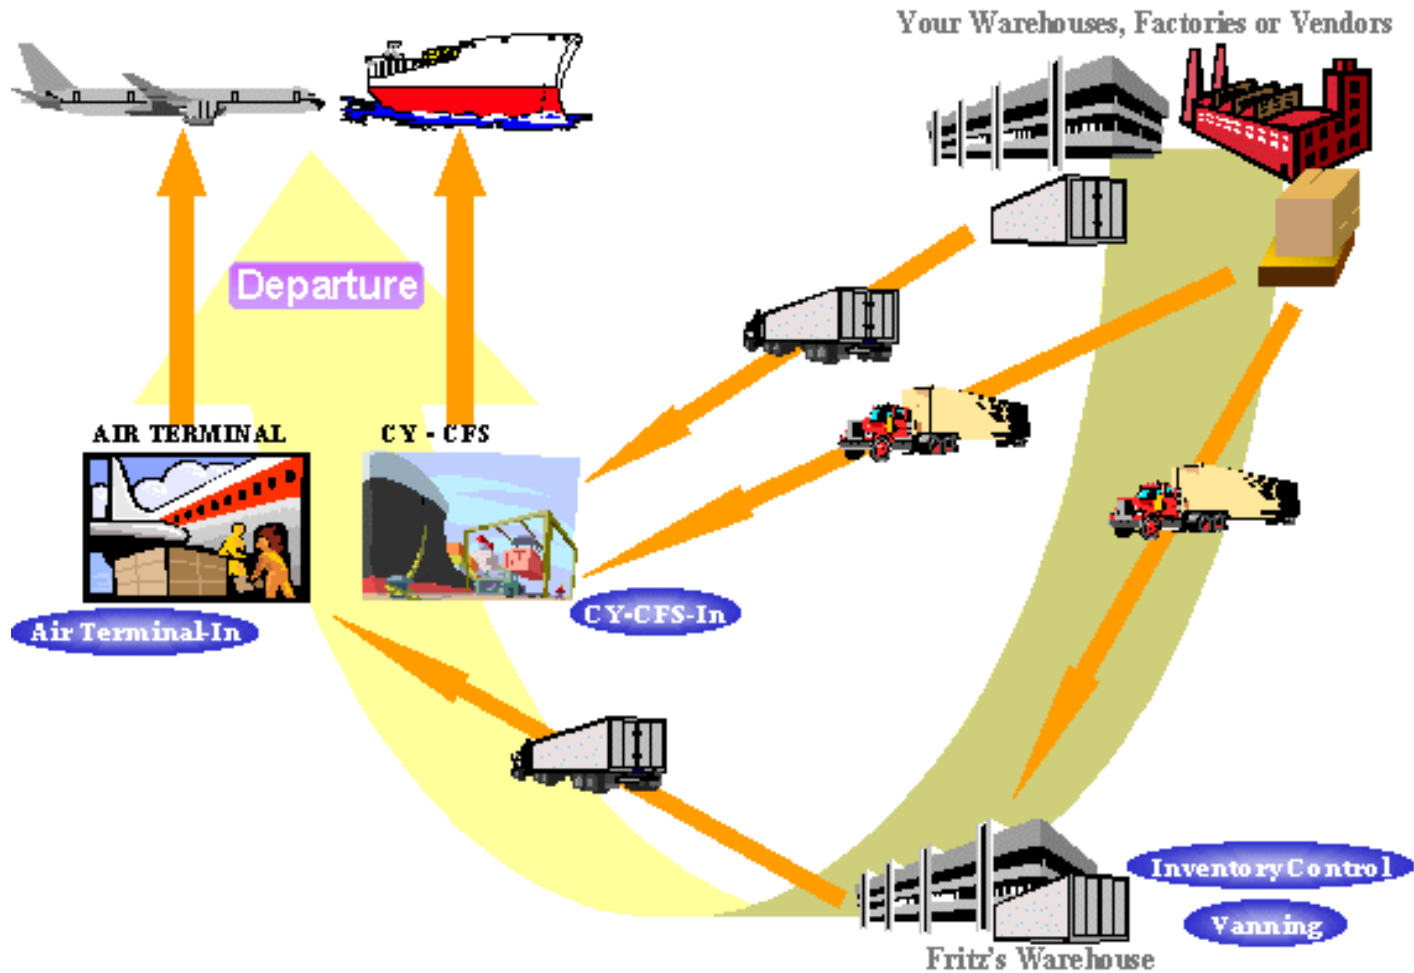 Your Warehouses, Factories or Vendors
Departure
AIR TERMINAL
CY - CFS
Air Terminal-In
CY-CFS-In
Inventory Control
Vanning
Fritz's Warehouse